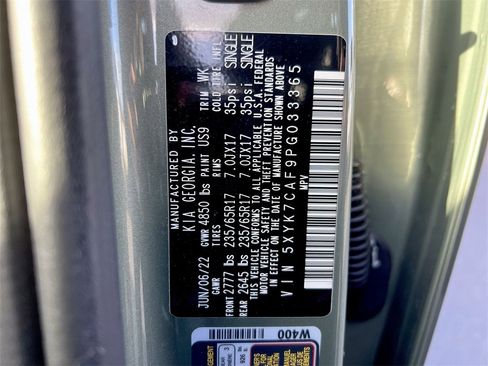 MANUFACTURED BY
KIA GEORGIA, INC.
JUN/06/22 GVWR 4850 lbs PAINT US9 TRIM WK
GAWR TIRES RIMS
FRONT 2777 lbs 235/65R17 7.0JX17 35psi SINGLE
REAR 2645 lbs 235/65R17 7.0JX17 35psi SINGLE
THIS VEHICLE CONFORMS TO ALL APPLICABLE U.S.A. FEDERAL
MOTOR VEHICLE SAFETY AND THEFT PREVENTION STANDARDS
IN EFFECT ON THE DATE OF MANUFACTURE SHOWN ABOVE
VIN 5XYK7CAF9PG033365
MPV
W400